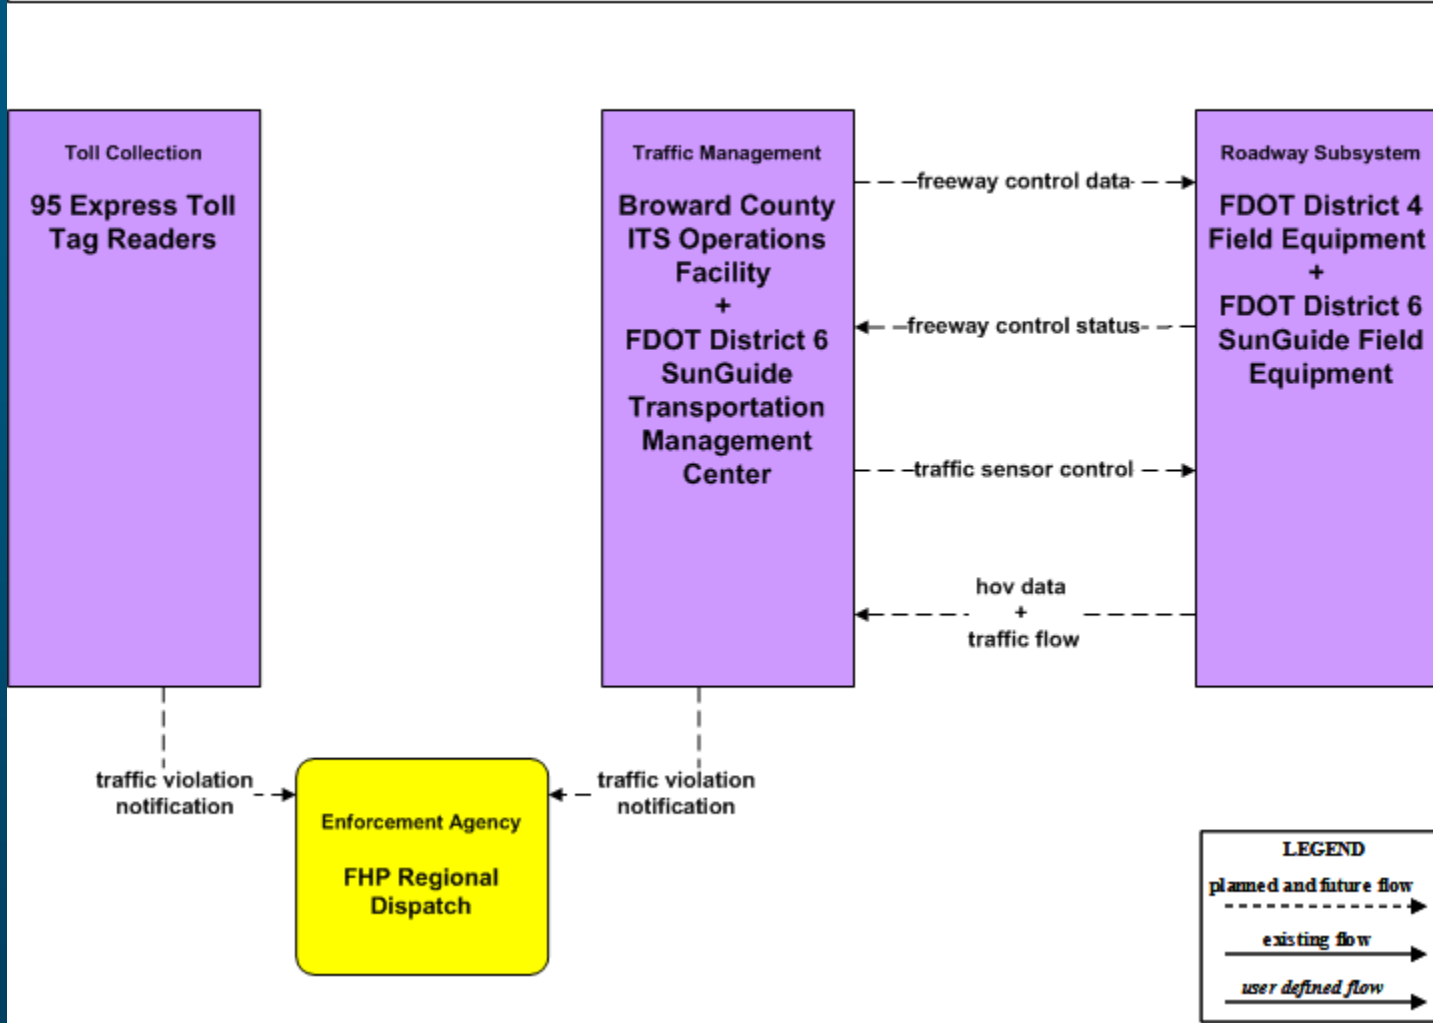 Toll Collection
95 Express Toll
Tag Readers
Traffic Management
Broward County
ITS Operations
Facility
+
FDOT District 6
SunGuide
Transportation
Management
Center
Roadway Subsystem
FDOT District 4
Field Equipment
+
FDOT District 6
SunGuide Field
Equipment
freeway control data
freeway control status
traffic sensor control
hov data
+
traffic flow
traffic violation
notification
traffic violation
notification
Enforcement Agency
FHP Regional
Dispatch
LEGEND
planned and future flow
existing flow
user defined flow